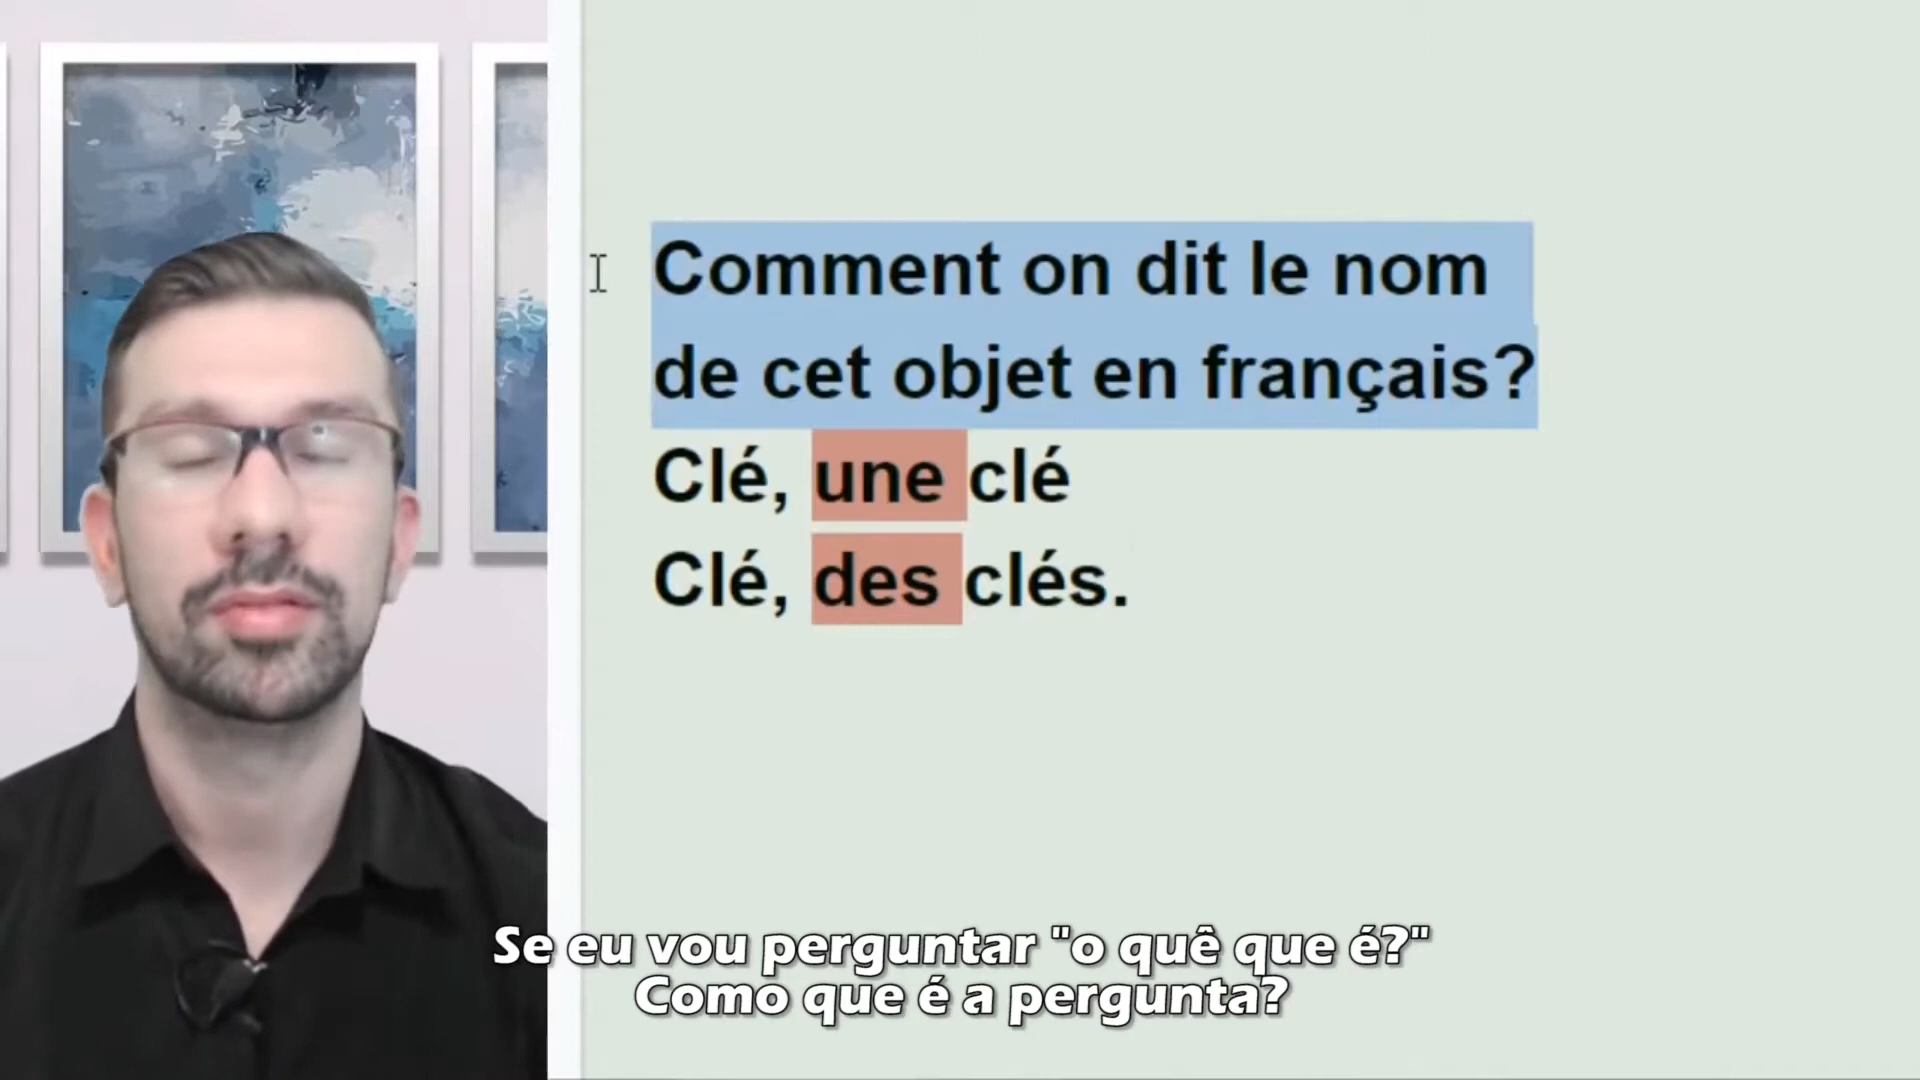 Comment on dit le nom
de cet objet en français?
Clé, une clé
Clé, des clés.
Se eu vou perguntar "o quê que é?"
Como que é a pergunta?